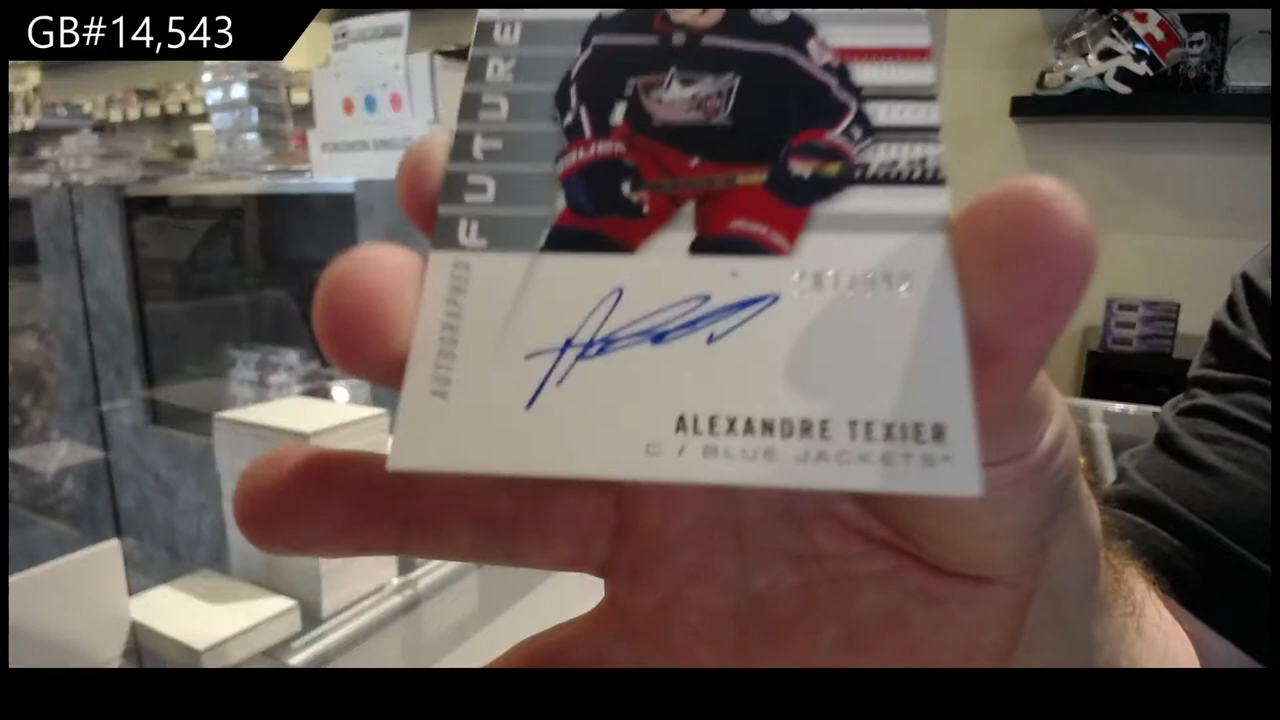 GB#14,543
FUTURE
AUTOGRAPHED
ALEXANDRE TEXIER
C / BLUE JACKETS